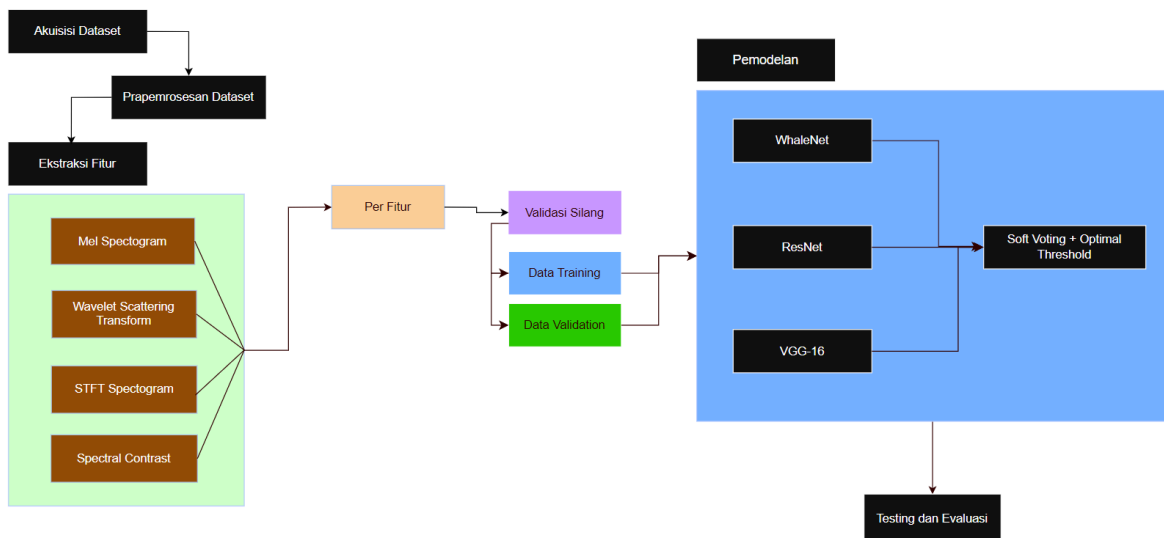 Akuisisi Dataset
Prapemrosesan Dataset
Ekstraksi Fitur
Mel Spectogram
Wavelet Scattering
Transform
STFT Spectogram
Spectral Contrast
Per Fitur
Validasi Silang
Data Training
Data Validation
Pemodelan
WhaleNet
ResNet
VGG-16
Soft Voting + Optimal
Threshold
Testing dan Evaluasi